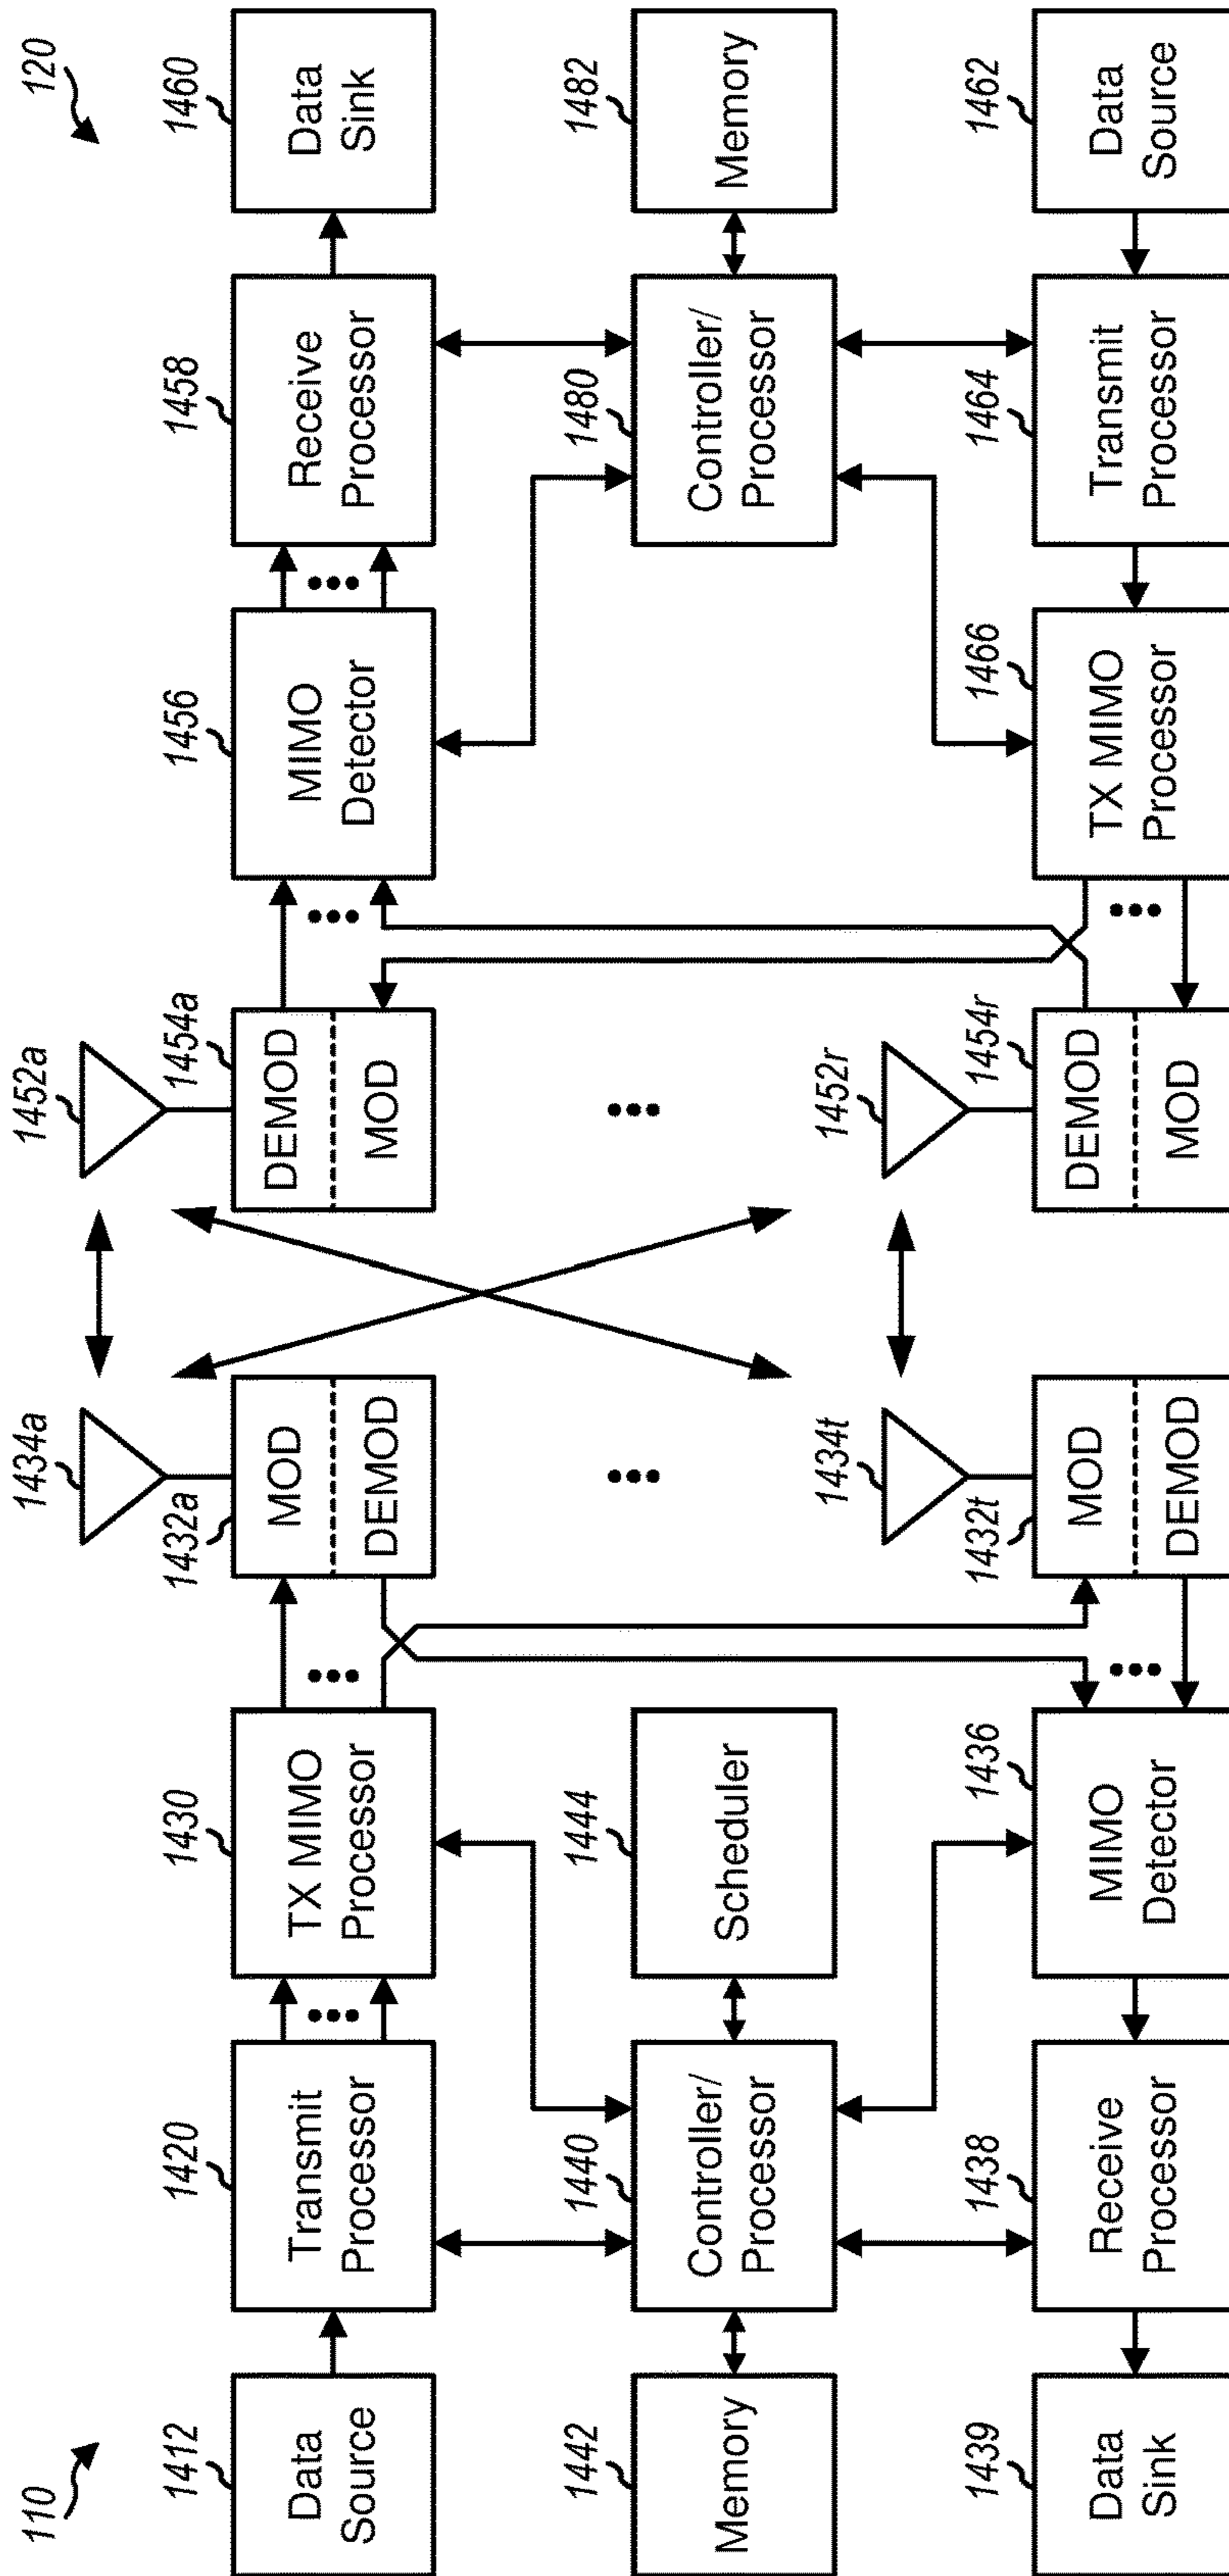 110
120
1434a
1452a
1412
1420
1430
1432a
1454a
1456
1458
1460
Data
Source
Transmit
Processor
TX MIMO
Processor
MOD
DEMOD
DEMOD
MOD
MIMO
Detector
Receive
Processor
Data
Sink
1442
1440
1444
1480
1482
Memory
Controller/
Processor
Scheduler
Controller/
Processor
Memory
1434t
1452r
1439
1438
1436
1432t
1454r
1466
1464
1462
Data
Sink
Receive
Processor
MIMO
Detector
MOD
DEMOD
DEMOD
MOD
TX MIMO
Processor
Transmit
Processor
Data
Source